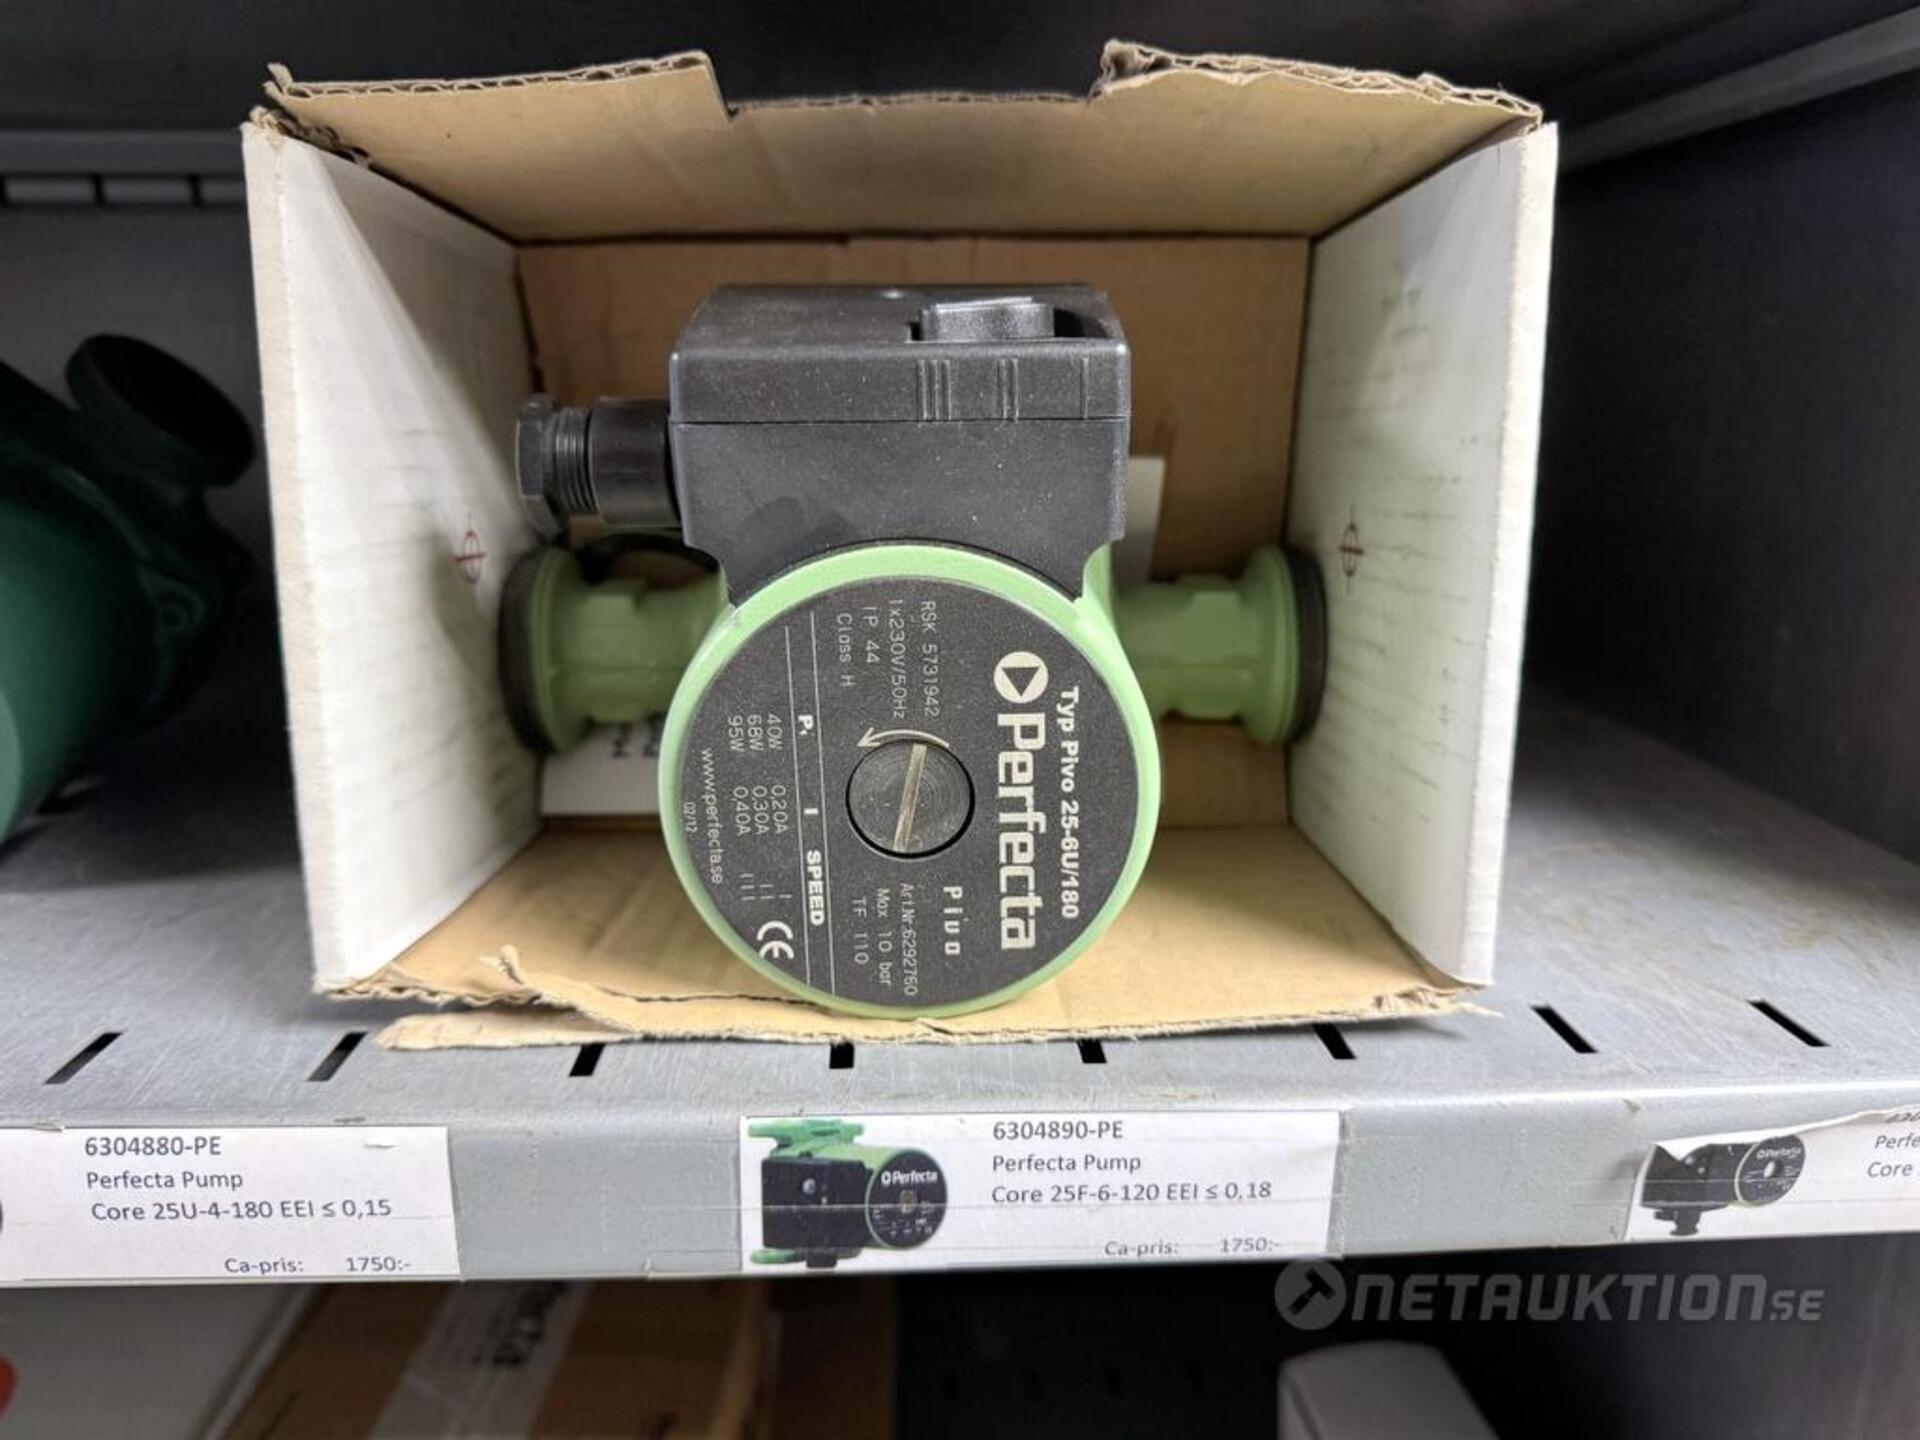 Typ Pivo 25-6U/180
Perfecta
Pivo
RSK 5731942
1x230V/50Hz
IP 44
Class H
Art.Nr:6292760
Max 10 bar
TF 110
P₁ I SPEED
40W 0,20A I
68W 0,30A II
95W 0,40A III
CE
www.perfecta.se
02/12
6304880-PE
Perfecta Pump
Core 25U-4-180 EEI ≤ 0,15
Ca-pris: 1750:-
Perfecta
6304890-PE
Perfecta Pump
Core 25F-6-120 EEI ≤ 0,18
Ca-pris: 1750:-
Core
NETAUKTION.SE